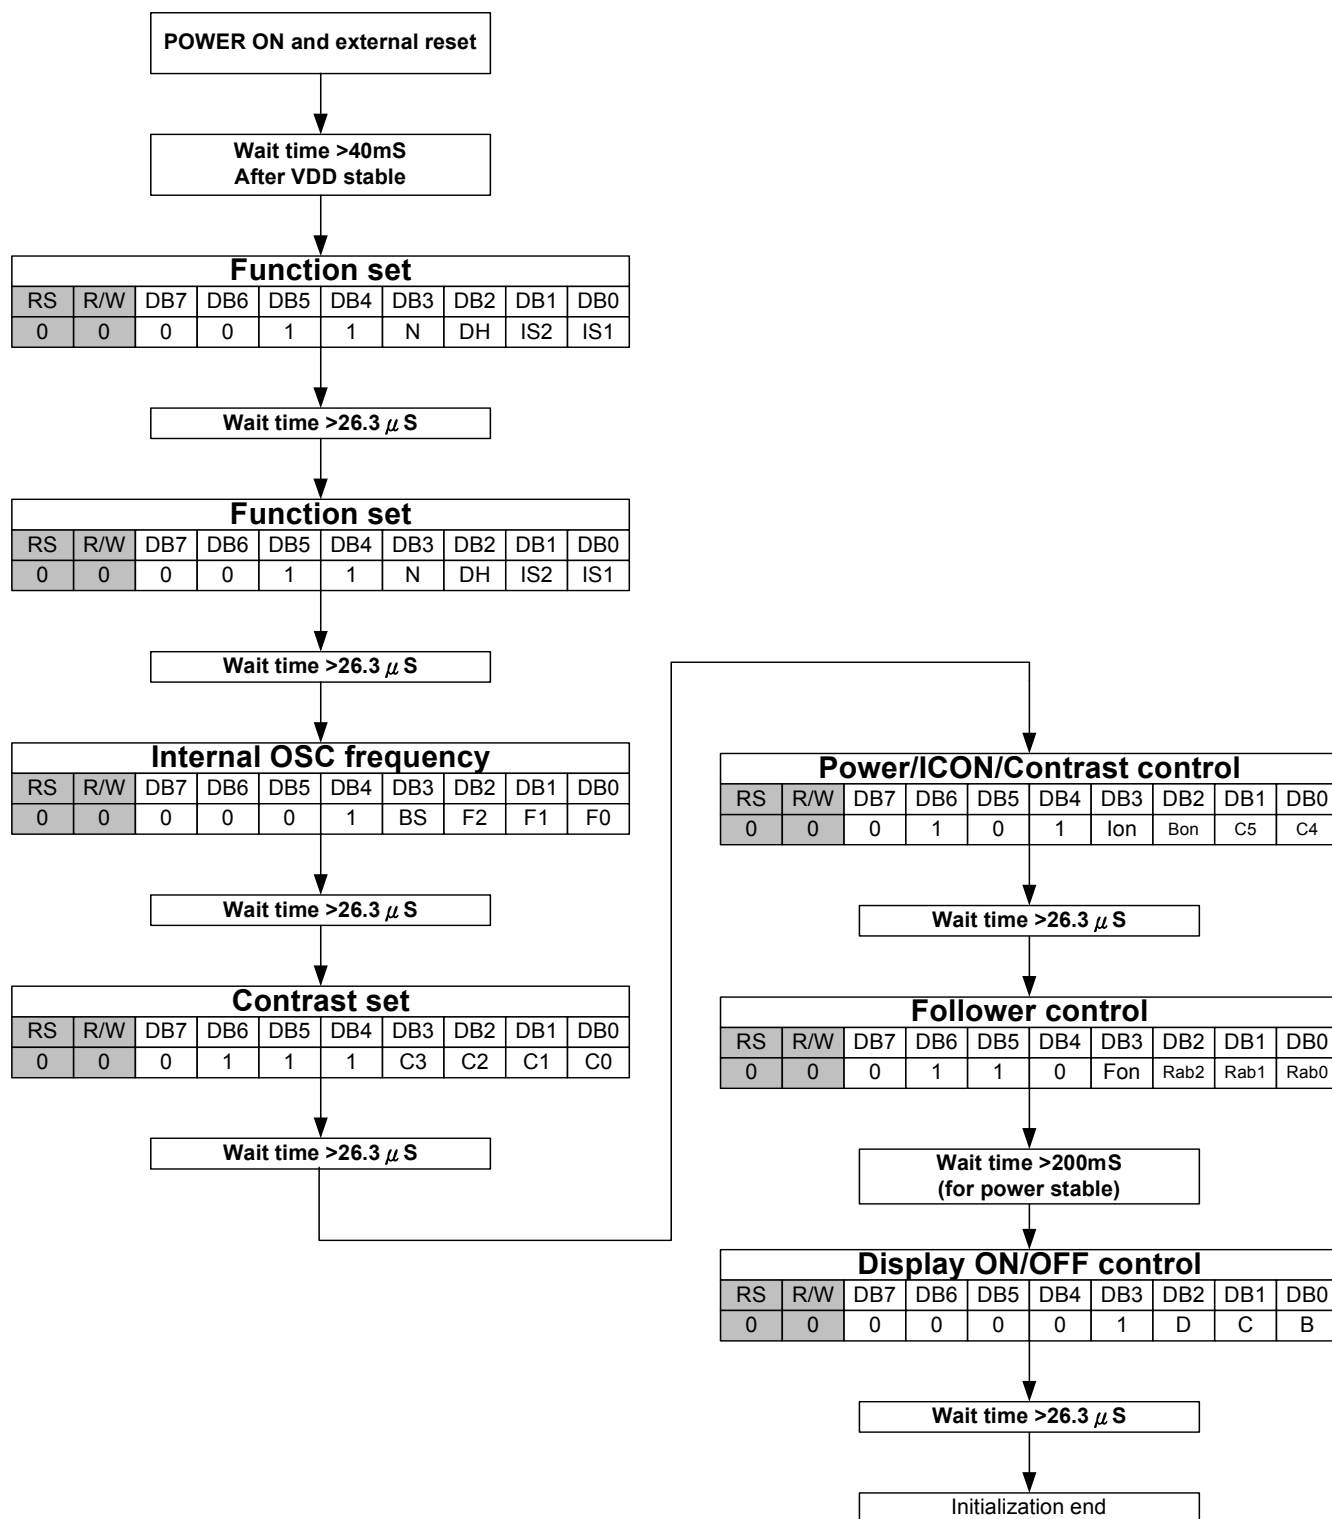 POWER ON and external reset
Wait time >40mS
After VDD stable
Function set
RS R/W DB7 DB6 DB5 DB4 DB3 DB2 DB1 DB0
0 0 0 0 1 1 N DH IS2 IS1
Wait time >26.3 μ S
Function set
RS R/W DB7 DB6 DB5 DB4 DB3 DB2 DB1 DB0
0 0 0 0 1 1 N DH IS2 IS1
Wait time >26.3 μ S
Internal OSC frequency
RS R/W DB7 DB6 DB5 DB4 DB3 DB2 DB1 DB0
0 0 0 0 0 1 BS F2 F1 F0
Wait time >26.3 μ S
Contrast set
RS R/W DB7 DB6 DB5 DB4 DB3 DB2 DB1 DB0
0 0 0 1 1 1 C3 C2 C1 C0
Wait time >26.3 μ S
Power/ICON/Contrast control
RS R/W DB7 DB6 DB5 DB4 DB3 DB2 DB1 DB0
0 0 0 1 0 1 Ion Bon C5 C4
Wait time >26.3 μ S
Follower control
RS R/W DB7 DB6 DB5 DB4 DB3 DB2 DB1 DB0
0 0 0 1 1 0 Fon Rab2 Rab1 Rab0
Wait time >200mS
(for power stable)
Display ON/OFF control
RS R/W DB7 DB6 DB5 DB4 DB3 DB2 DB1 DB0
0 0 0 0 0 0 1 D C B
Wait time >26.3 μ S
Initialization end